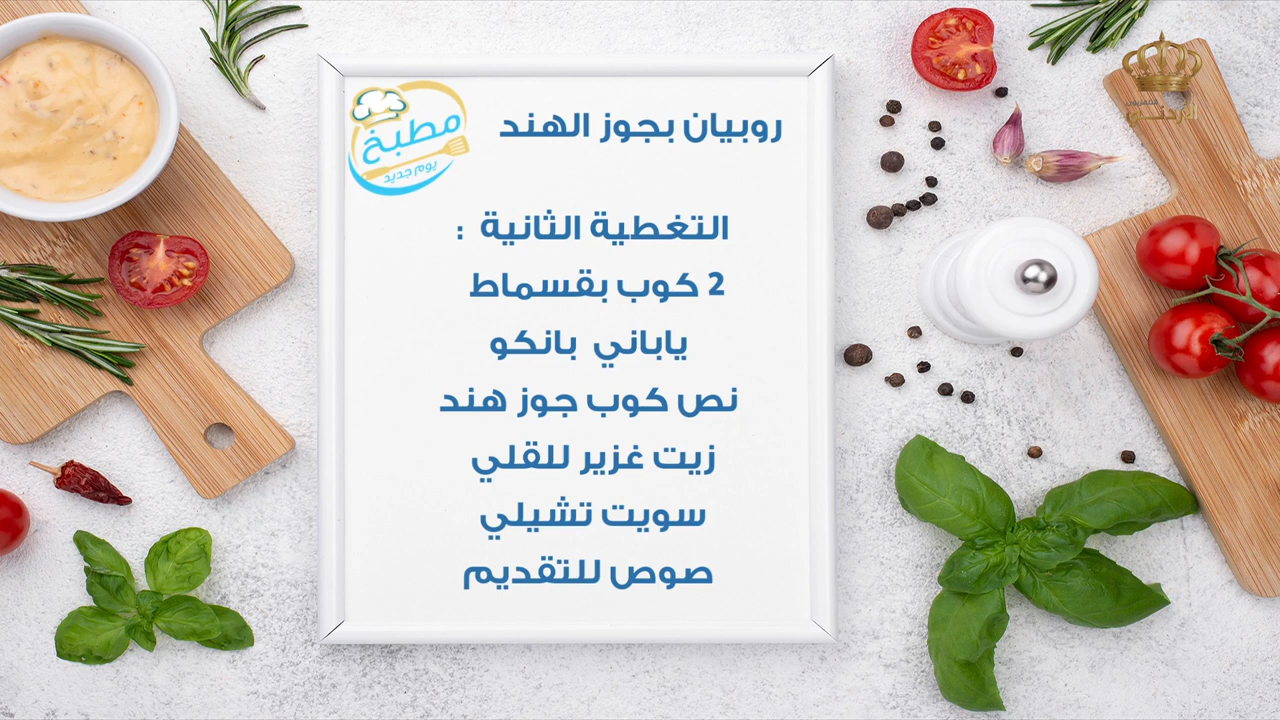 روبيان بجوز الهند
مطبخ
يوم جديد
التغطية الثانية :
2 كوب بقسماط
ياباني بانكو
نص كوب جوز هند
زيت غزير للقلي
سويت تشيلي
صوص للتقديم
الأردني